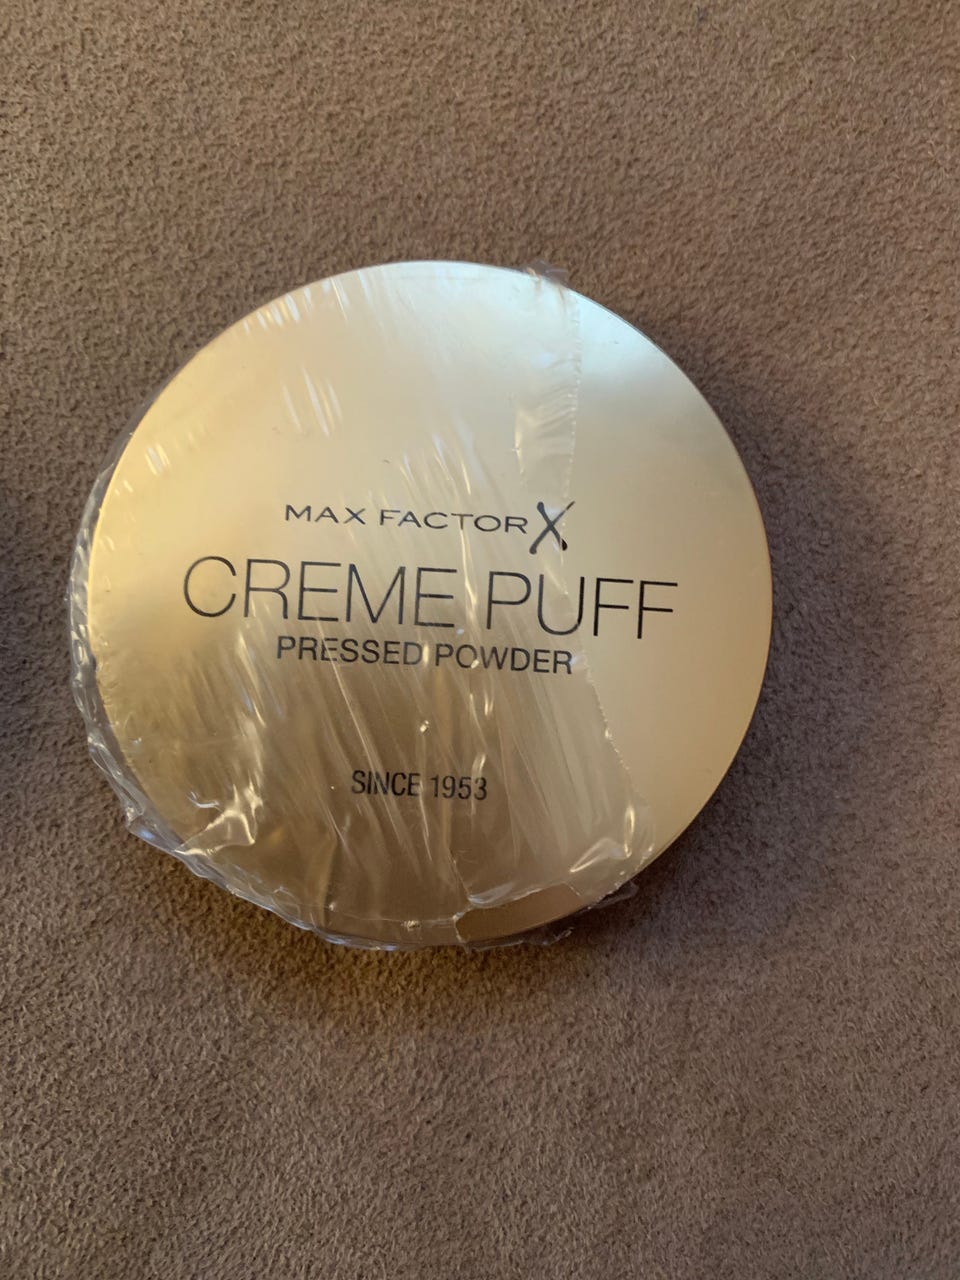 MAX FACTOR X
CREME PUFF
PRESSED POWDER
SINCE 1953